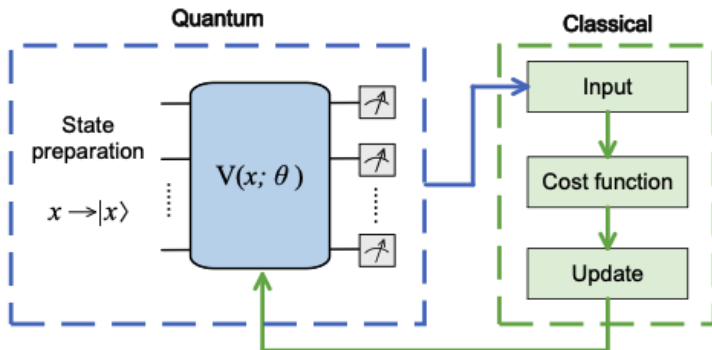 Quantum
Classical
State
preparation
x → |x⟩
V(x; θ)
Input
Cost function
Update